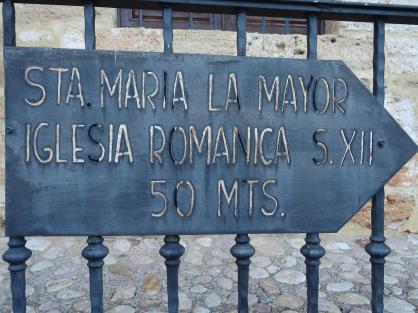 STA. MARIA LA MAYOR
IGLESIA ROMANICA S. XII
50 MTS.